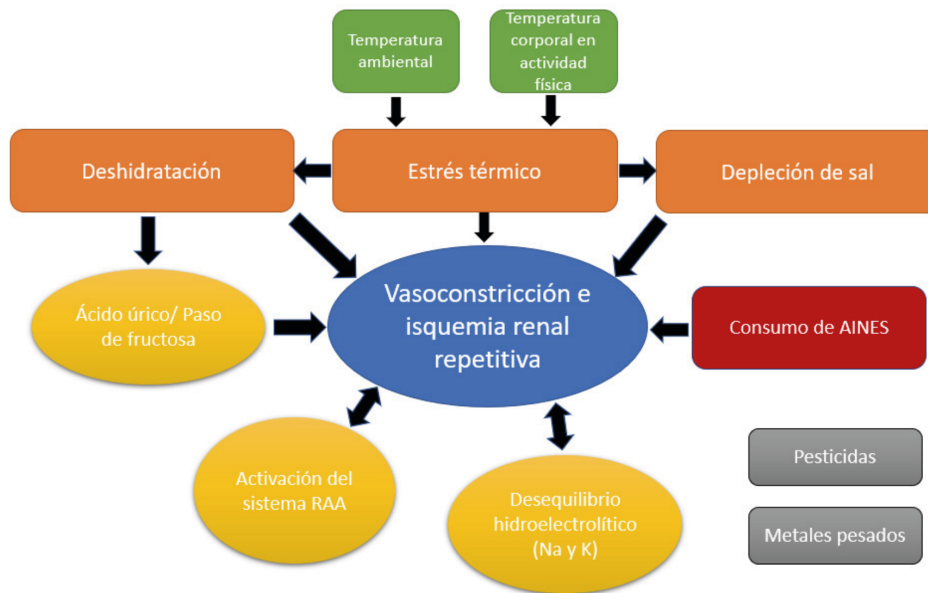 Temperatura
ambiental
Temperatura
corporal en
actividad
física
Deshidratación
Estrés térmico
Depleción de sal
Ácido úrico/ Paso
de fructosa
Vasoconstricción e
isquemia renal
repetitiva
Consumo de AINES
Activación del
sistema RAA
Desequilibrio
hidroelectrolítico
(Na y K)
Pesticidas
Metales pesados